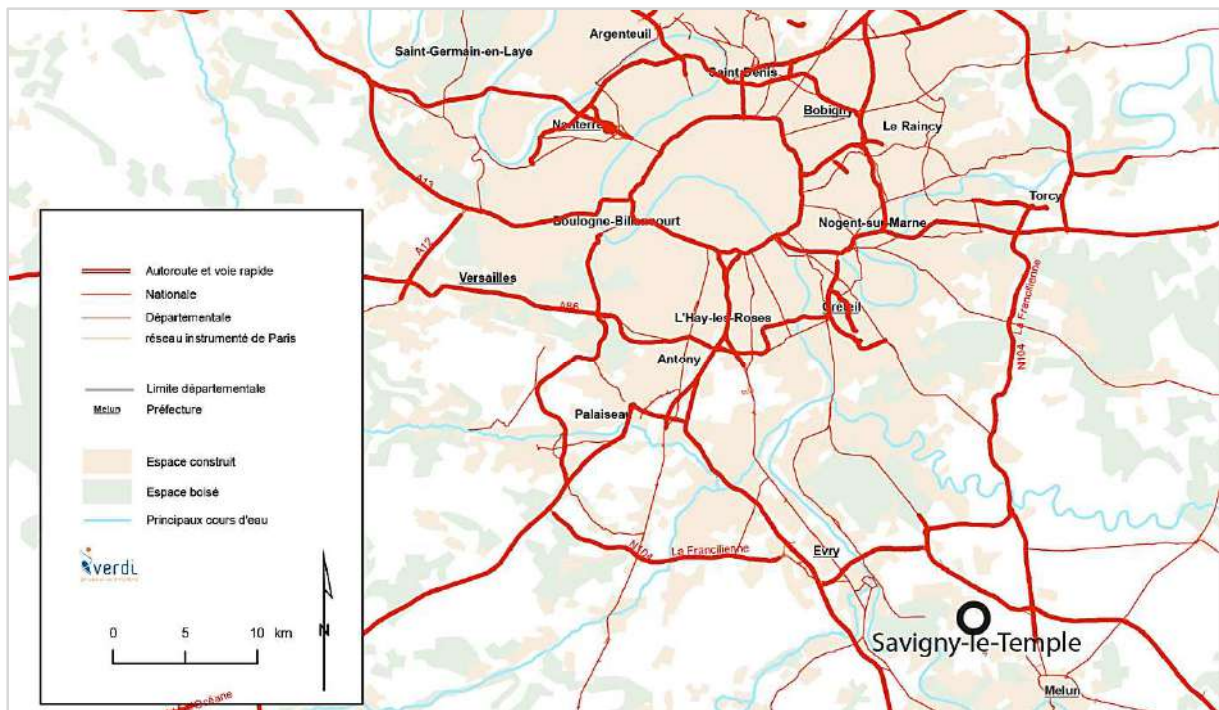 Argenteuil
Saint-Germain-en-Laye
Saint-Denis
Bobigny
Nanterre
Le Raincy
A13
Torcy
Boulogne-Billancourt
Nogent-sur-Marne
A12
Versailles
A86
Créteil
L'Hay-les-Roses
N104 La Francilienne
Antony
Palaiseau
N104 La Francilienne
Evry
Savigny-le-Temple
Melun
Autoroute et voie rapide
Nationale
Départementale
réseau instrumenté de Paris
Limite départementale
Melun Préfecture
Espace construit
Espace boisé
Principaux cours d'eau
verdi
0 5 10 km
N
Océane